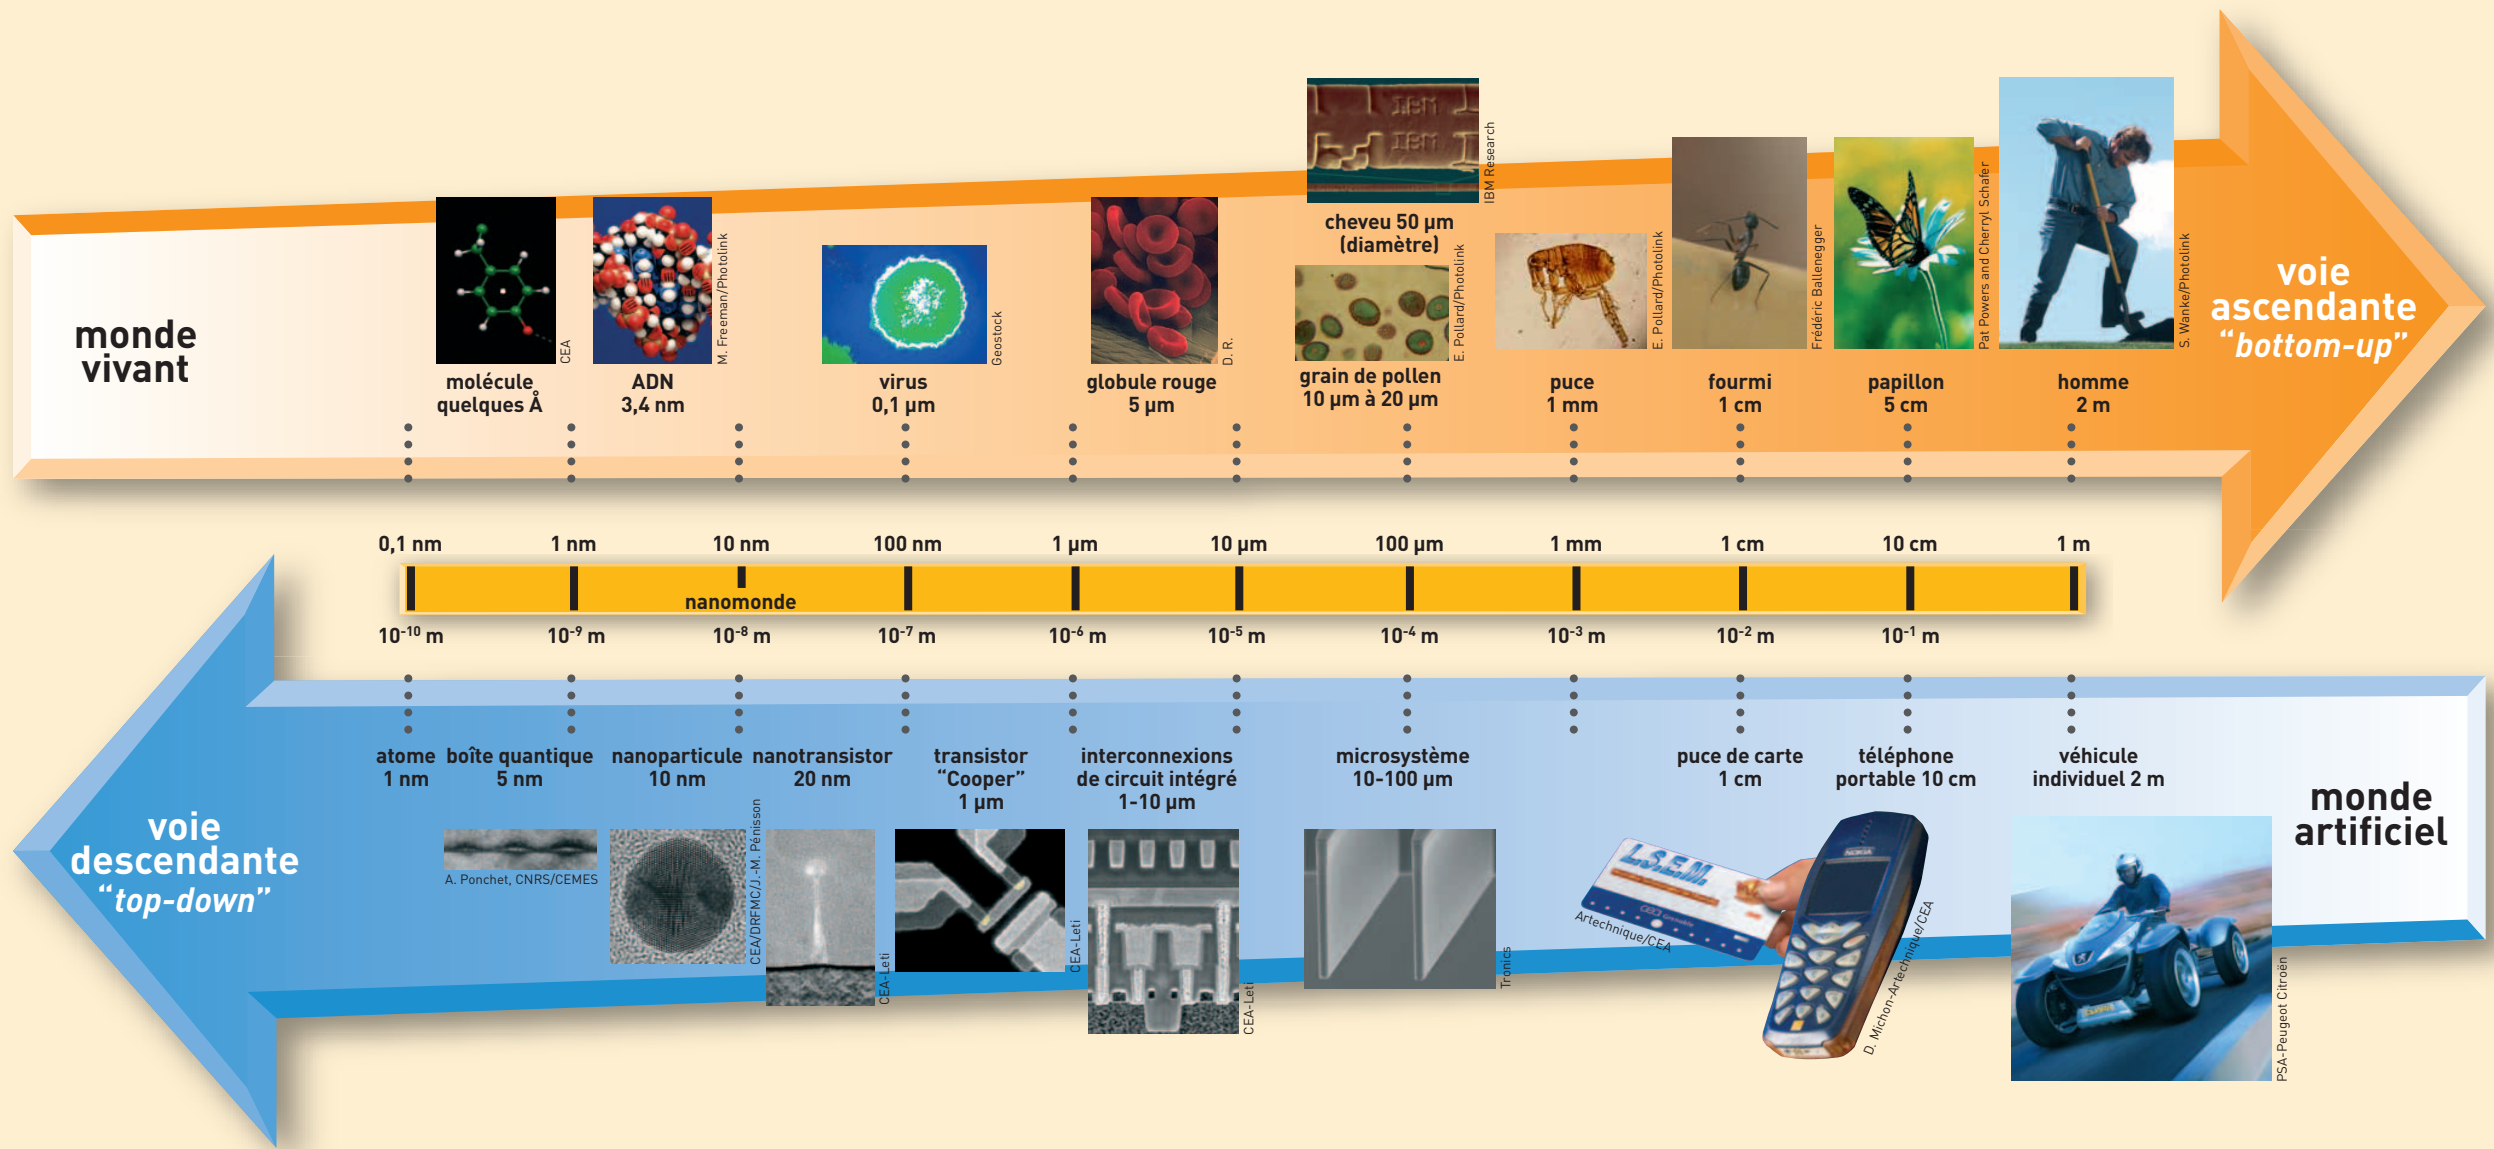 monde
vivant
CEA
molécule
quelques Å
M. Freeman/Photolink
ADN
3,4 nm
Geostock
virus
0,1 µm
D. R.
globule rouge
5 µm
IBM
IBM
IBM Research
cheveu 50 µm
(diamètre)
E. Pollard/Photolink
grain de pollen
10 µm à 20 µm
E. Pollard/Photolink
puce
1 mm
Frédéric Ballenegger
fourmi
1 cm
Pat Powers and Cherryl Schafer
papillon
5 cm
S. Wanke/Photolink
homme
2 m
voie
ascendante
“bottom-up”
0,1 nm 1 nm 10 nm 100 nm 1 µm 10 µm 100 µm 1 mm 1 cm 10 cm 1 m
nanomonde
10⁻¹⁰ m 10⁻⁹ m 10⁻⁸ m 10⁻⁷ m 10⁻⁶ m 10⁻⁵ m 10⁻⁴ m 10⁻³ m 10⁻² m 10⁻¹ m
voie
descendante
“top-down”
atome
1 nm
boîte quantique
5 nm
A. Ponchet, CNRS/CEMES
nanoparticule
10 nm
CEA/DRFMC/J.-M. Pénisson
nanotransistor
20 nm
CEA-Leti
transistor
“Cooper”
1 µm
CEA-Leti
interconnexions
de circuit intégré
1-10 µm
CEA-Leti
microsystème
10-100 µm
Tronics
puce de carte
1 cm
L.S.E.M.
Artechnique/CEA
téléphone
portable 10 cm
NOKIA
D. Michon-Artechnique/CEA
véhicule
individuel 2 m
PSA-Peugeot Citroën
monde
artificiel